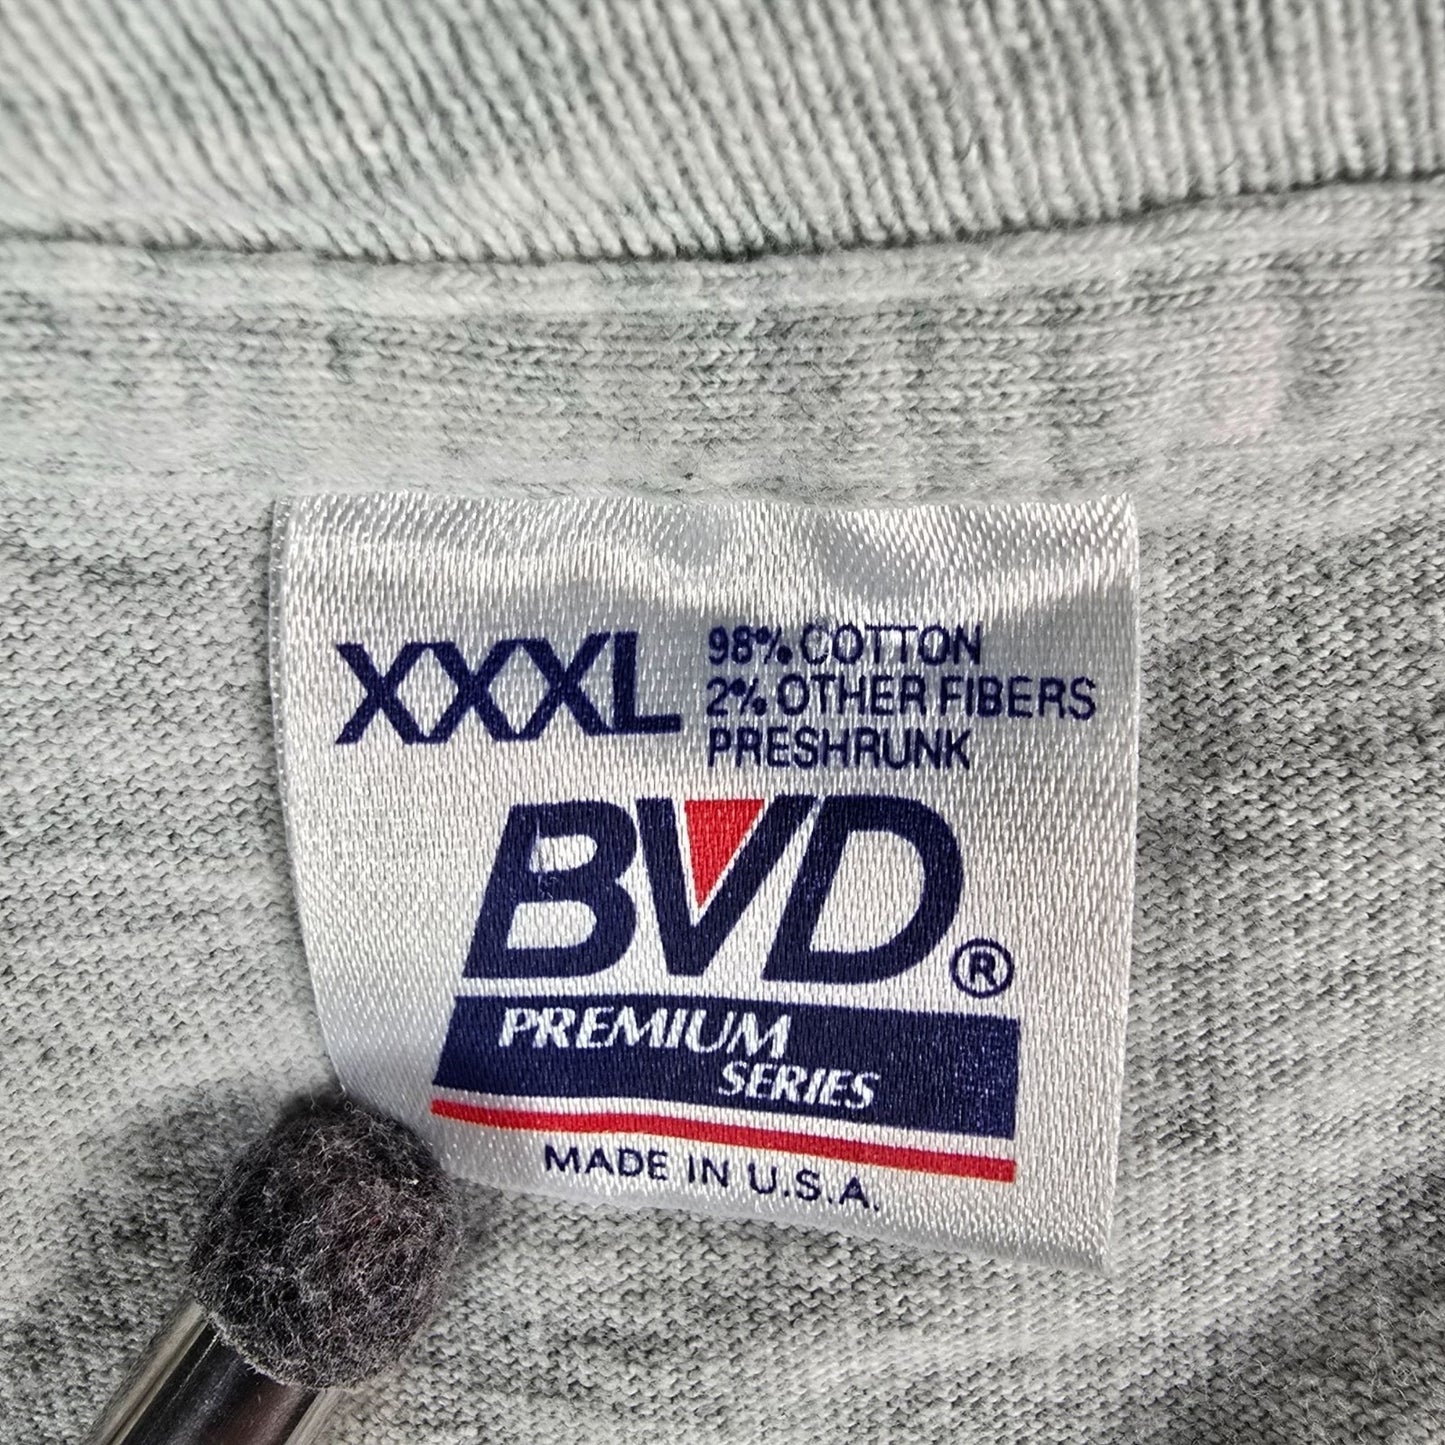 XXXL
98% COTTON
2% OTHER FIBERS
PRESHRUNK
BVD®
PREMIUM
SERIES
MADE IN U.S.A.